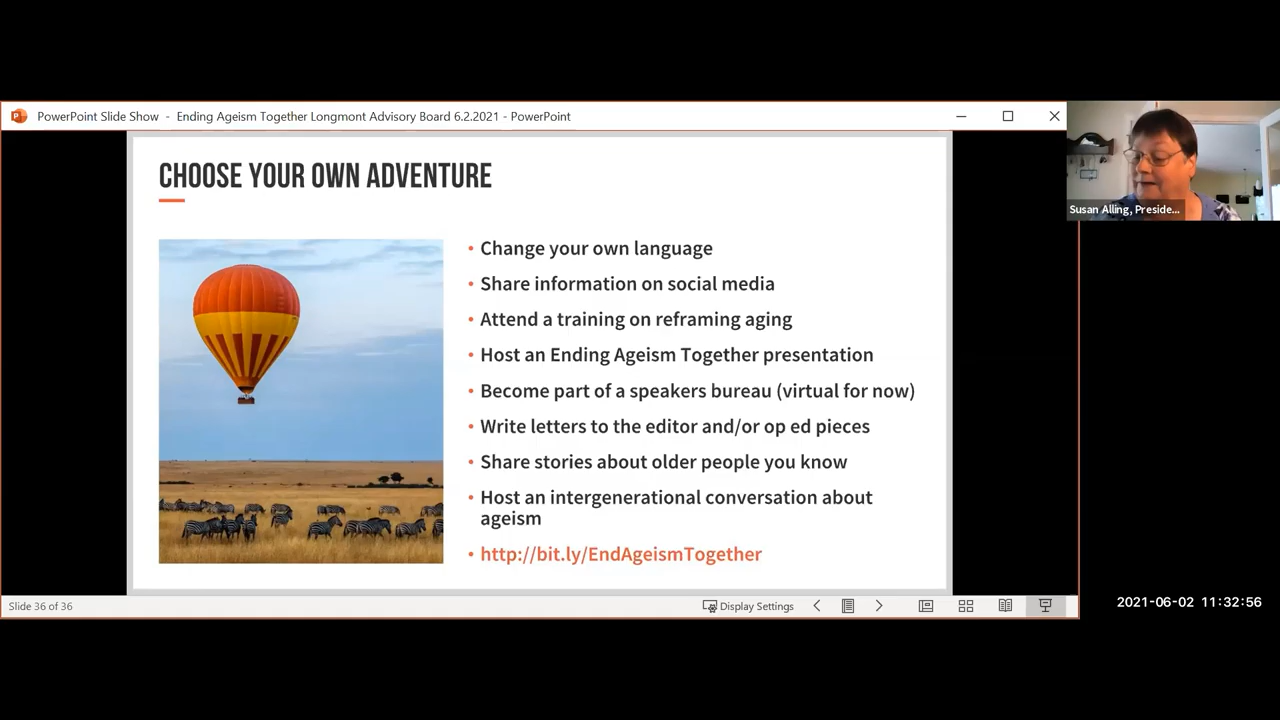 PowerPoint Slide Show - Ending Ageism Together Longmont Advisory Board 6.2.2021 - PowerPoint
CHOOSE YOUR OWN ADVENTURE
• Change your own language
• Share information on social media
• Attend a training on reframing aging
• Host an Ending Ageism Together presentation
• Become part of a speakers bureau (virtual for now)
• Write letters to the editor and/or op ed pieces
• Share stories about older people you know
• Host an intergenerational conversation about
ageism
• http://bit.ly/EndAgeismTogether
Susan Alling, Preside...
Slide 36 of 36
Display Settings
2021-06-02 11:32:56